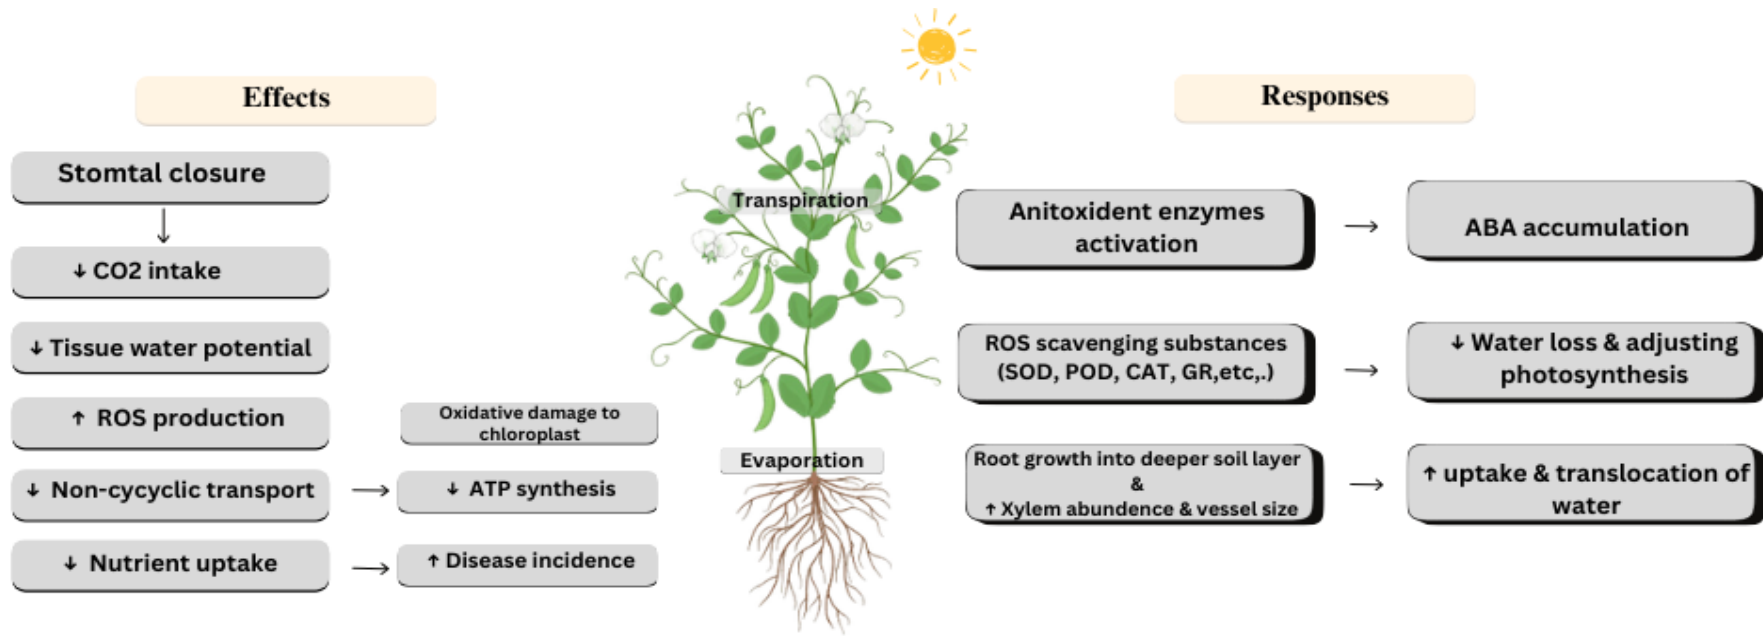 Effects
Stomtal closure
↓ CO2 intake
↓ Tissue water potential
↑ ROS production
Oxidative damage to
chloroplast
↓ Non-cycyclic transport
↓ ATP synthesis
↓ Nutrient uptake
↑ Disease incidence
Transpiration
Evaporation
Responses
Anitoxident enzymes
activation
ABA accumulation
ROS scavenging substances
(SOD, POD, CAT, GR,etc,.)
↓ Water loss & adjusting
photosynthesis
Root growth into deeper soil layer
&
↑ Xylem abundence & vessel size
↑ uptake & translocation of
water